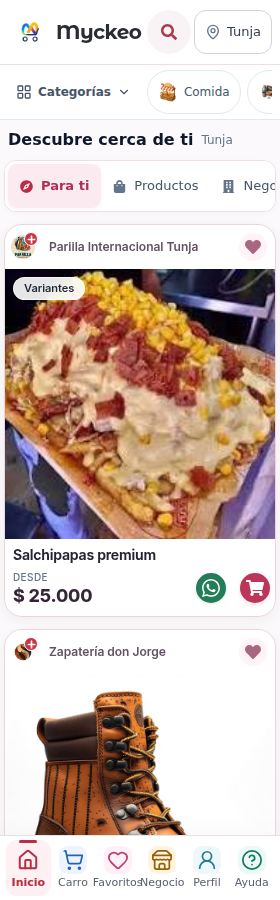 Myckeo
Tunja
Categorías
Comida
Descubre cerca de ti Tunja
Para ti
Productos
Nego
Parilla Internacional Tunja
Variantes
Salchipapas premium
DESDE
$ 25.000
Zapatería don Jorge
Inicio
Carro
Favoritos
Negocio
Perfil
Ayuda